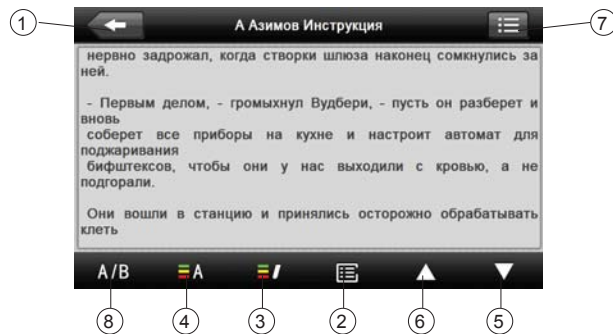 1
А Азимов Инструкция
7
нервно задрожал, когда створки шлюза наконец сомкнулись за
ней.
- Первым делом, - громыхнул Вудбери, - пусть он разберет и
вновь
соберет все приборы на кухне и настроит автомат для
поджаривания
бифштексов, чтобы они у нас выходили с кровью, а не
подгорали.
Они вошли в станцию и принялись осторожно обрабатывать
клеть
A/B
A
8
4
3
2
6
5